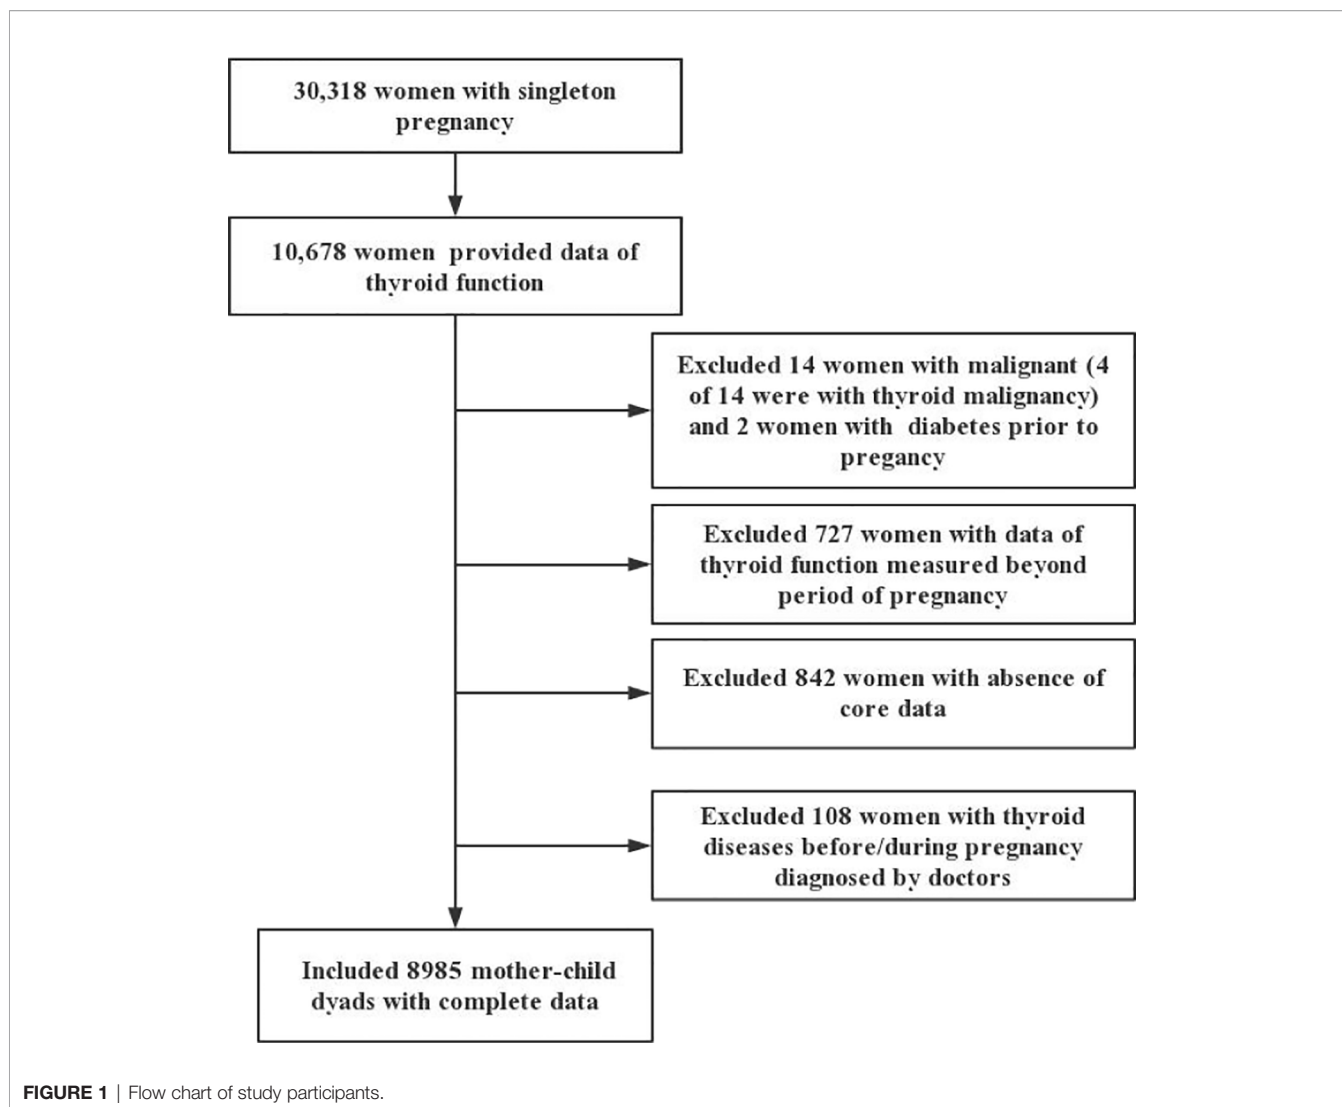 30,318 women with singleton
pregnancy
10,678 women provided data of
thyroid function
Excluded 14 women with malignant (4
of 14 were with thyroid malignancy)
and 2 women with diabetes prior to
pregancy
Excluded 727 women with data of
thyroid function measured beyond
period of pregnancy
Excluded 842 women with absence of
core data
Excluded 108 women with thyroid
diseases before/during pregnancy
diagnosed by doctors
Included 8985 mother-child
dyads with complete data
FIGURE 1 | Flow chart of study participants.